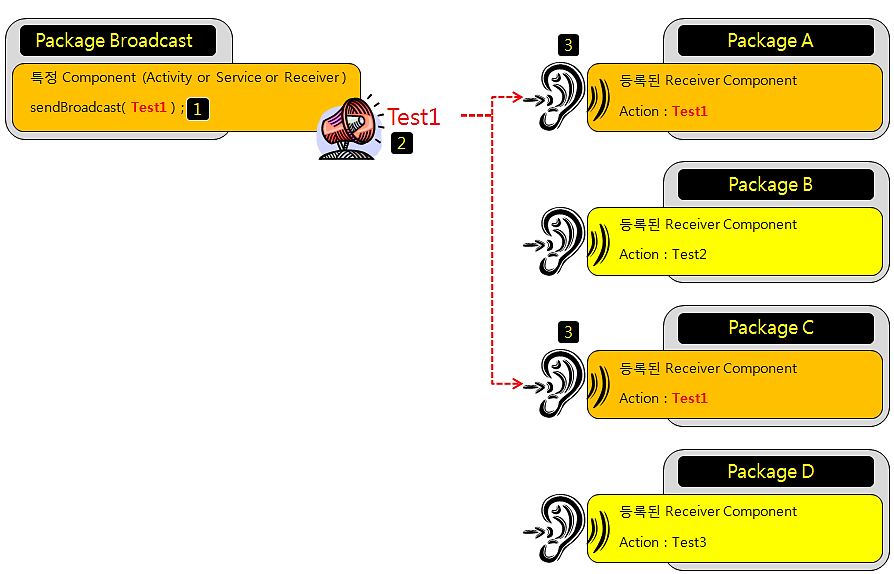 Package Broadcast
특정 Component (Activity or Service or Receiver)
sendBroadcast( Test1 ) ; 1
Test1
2
3
Package A
등록된 Receiver Component
Action : Test1
Package B
등록된 Receiver Component
Action : Test2
3
Package C
등록된 Receiver Component
Action : Test1
Package D
등록된 Receiver Component
Action : Test3